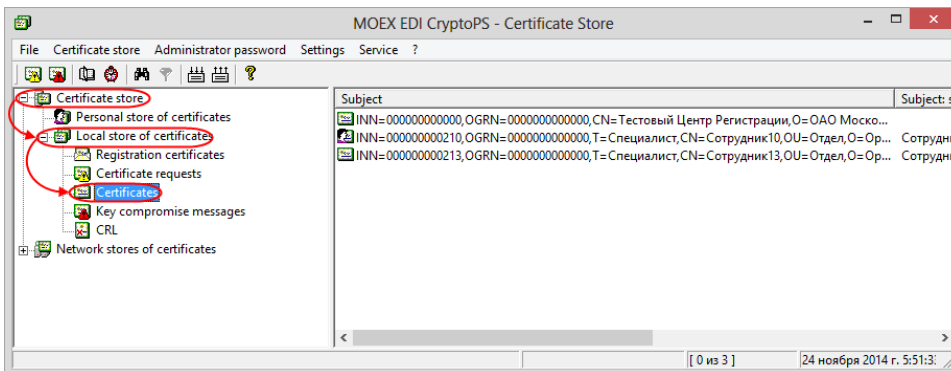 MOEX EDI CryptoPS - Certificate Store
File Certificate store Administrator password Settings Service ?
Certificate store
Personal store of certificates
Local store of certificates
Registration certificates
Certificate requests
Certificates
Key compromise messages
CRL
Network stores of certificates
Subject Subject:
INN=000000000000,OGRN=0000000000000,CN=Тестовый Центр Регистрации,O=ОАО Моско...
INN=000000000210,OGRN=0000000000000,T=Специалист,CN=Сотрудник10,OU=Отдел,O=Ор... Сотрудн
INN=000000000213,OGRN=0000000000000,T=Специалист,CN=Сотрудник13,OU=Отдел,O=Ор... Сотрудн
[ 0 из 3 ] 24 ноября 2014 г. 5:51:3